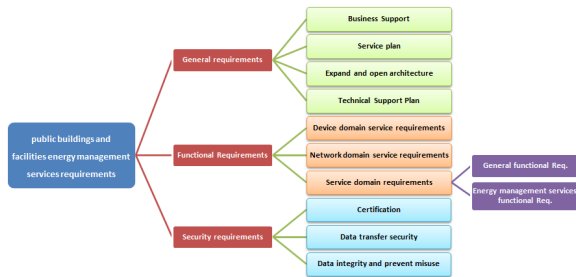 public buildings and
facilities energy management
services requirements
General requirements
Business Support
Service plan
Expand and open architecture
Technical Support Plan
Functional Requirements
Device domain service requirements
Network domain service requirements
Service domain requirements
General functional Req.
Energy management services
functional Req.
Security requirements
Certification
Data transfer security
Data integrity and prevent misuse